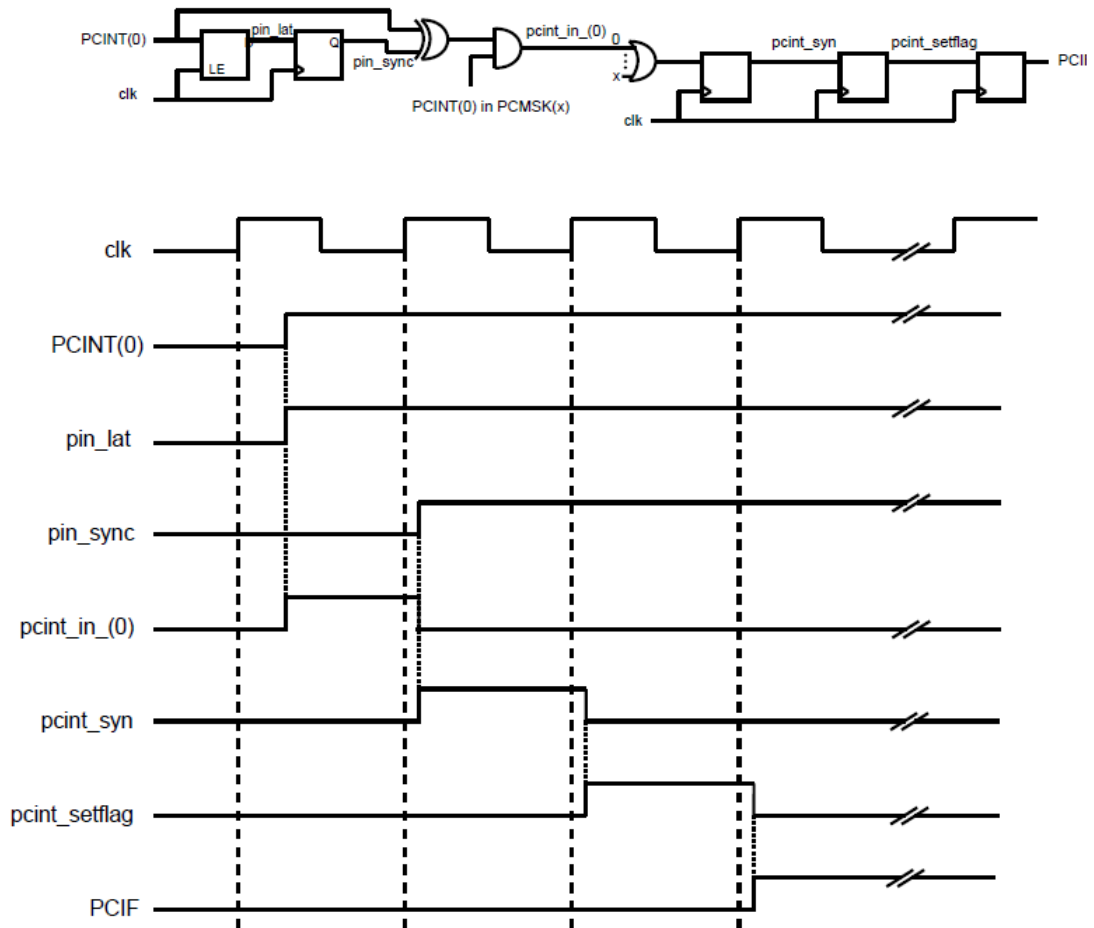 PCINT(0)
pin_lat
D
Q
LE
clk
pin_sync
pcint_in_(0)
0
x
PCINT(0) in PCMSK(x)
pcint_syn
pcint_setflag
PCII
clk
clk
PCINT(0)
pin_lat
pin_sync
pcint_in_(0)
pcint_syn
pcint_setflag
PCIF